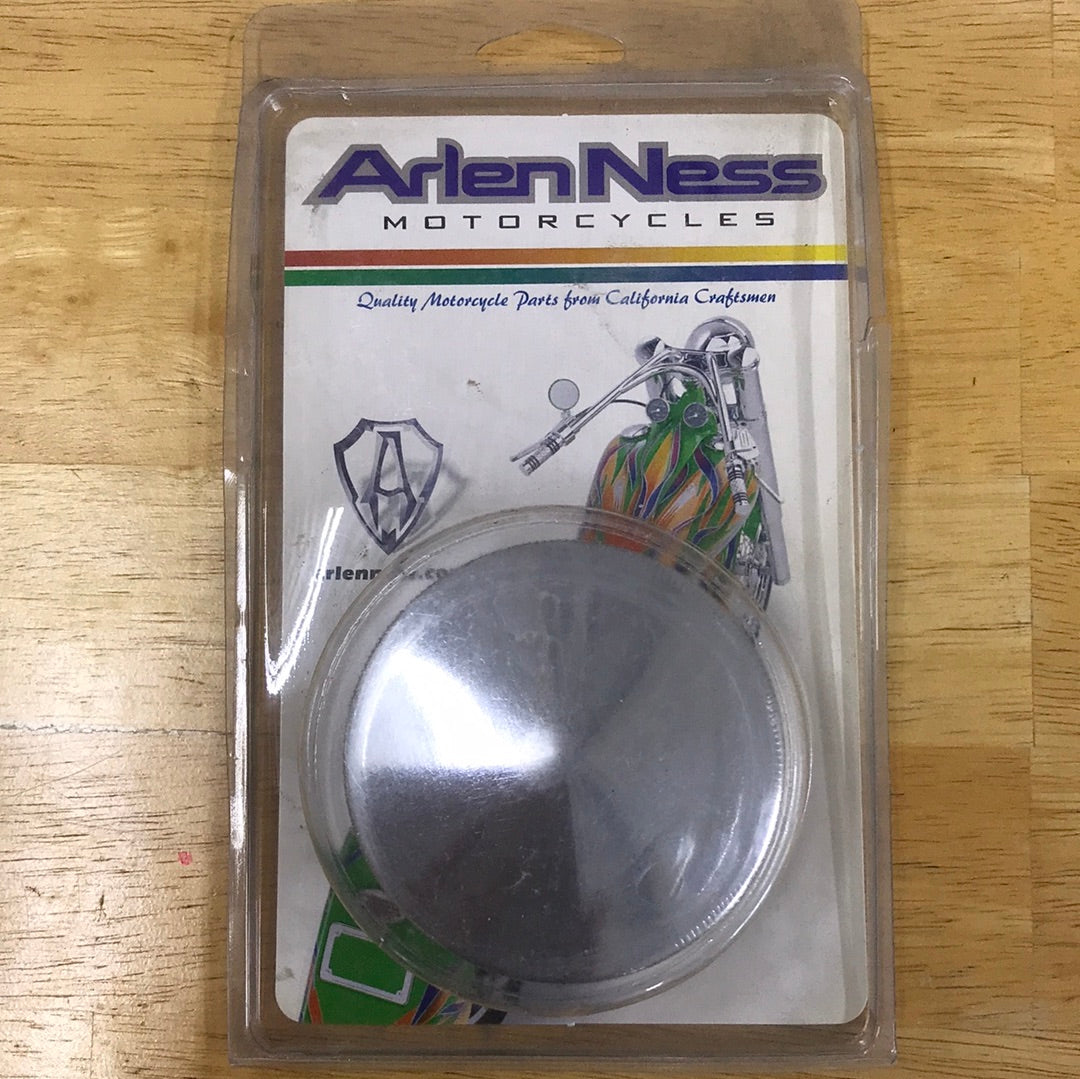 Arlen Ness
MOTORCYCLES
Quality Motorcycle Parts from California Craftsmen
A